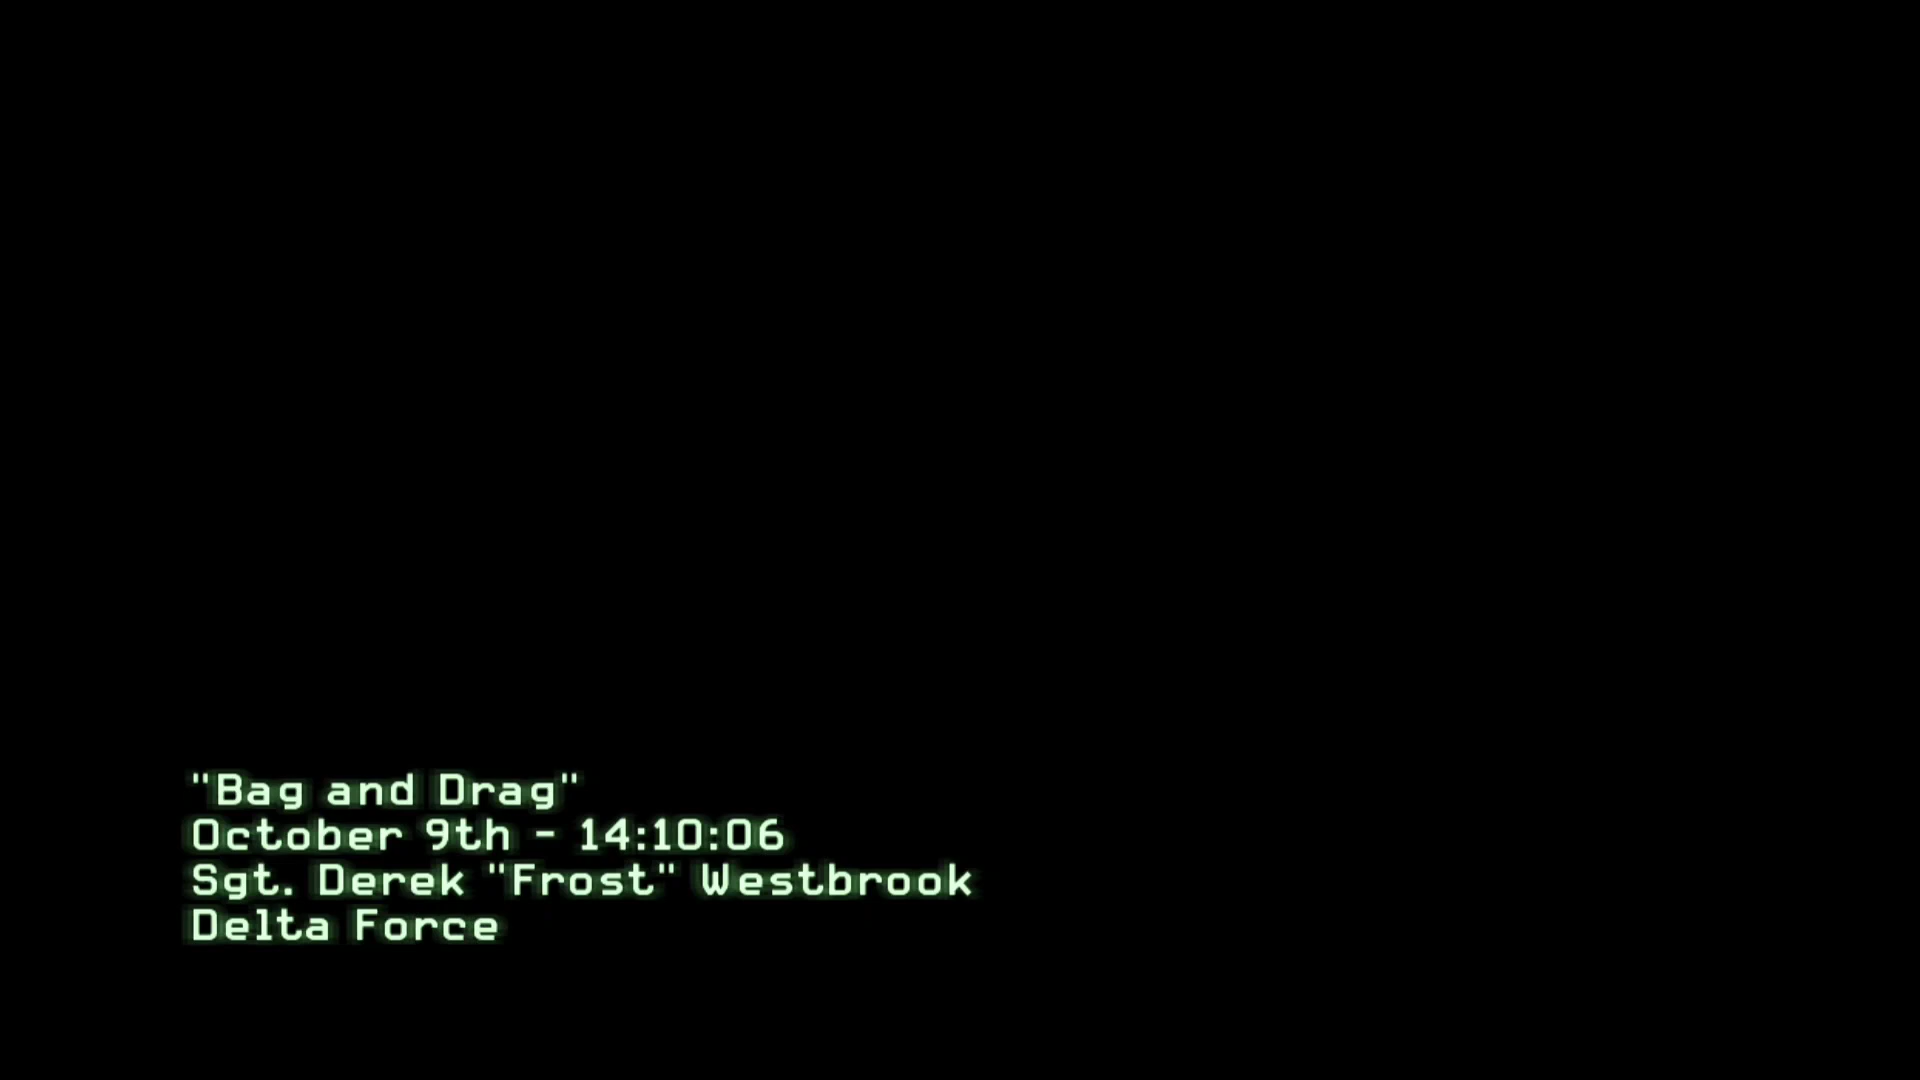 "Bag and Drag"
October 9th - 14:10:06
Sgt. Derek "Frost" Westbrook
Delta Force